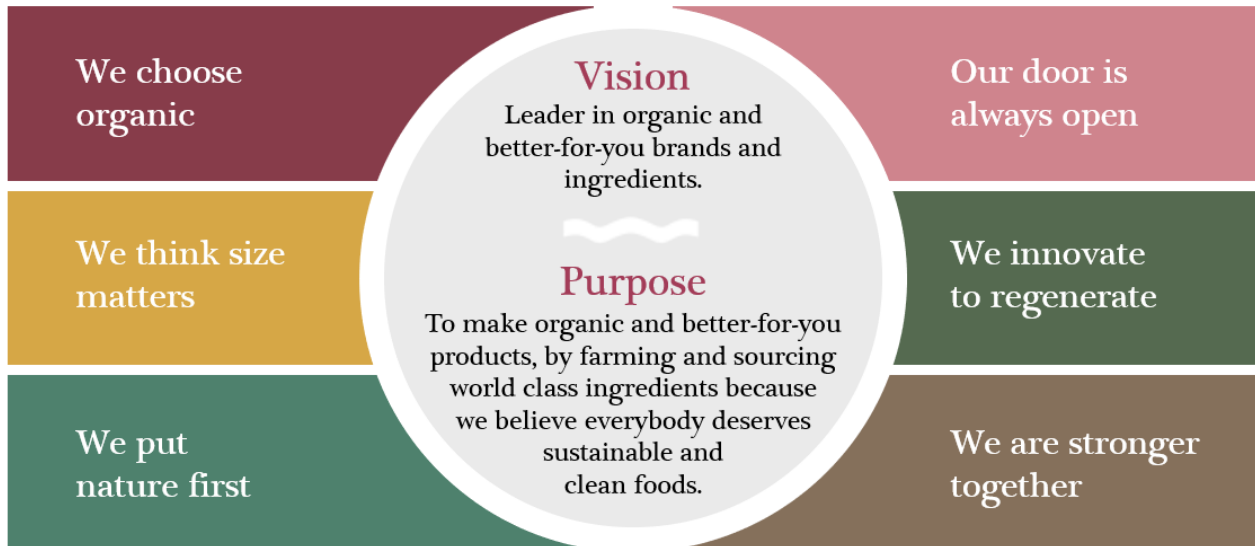 We choose
organic
We think size
matters
We put
nature first
Vision
Leader in organic and
better-for-you brands and
ingredients.
Purpose
To make organic and better-for-you
products, by farming and sourcing
world class ingredients because
we believe everybody deserves
sustainable and
clean foods.
Our door is
always open
We innovate
to regenerate
We are stronger
together